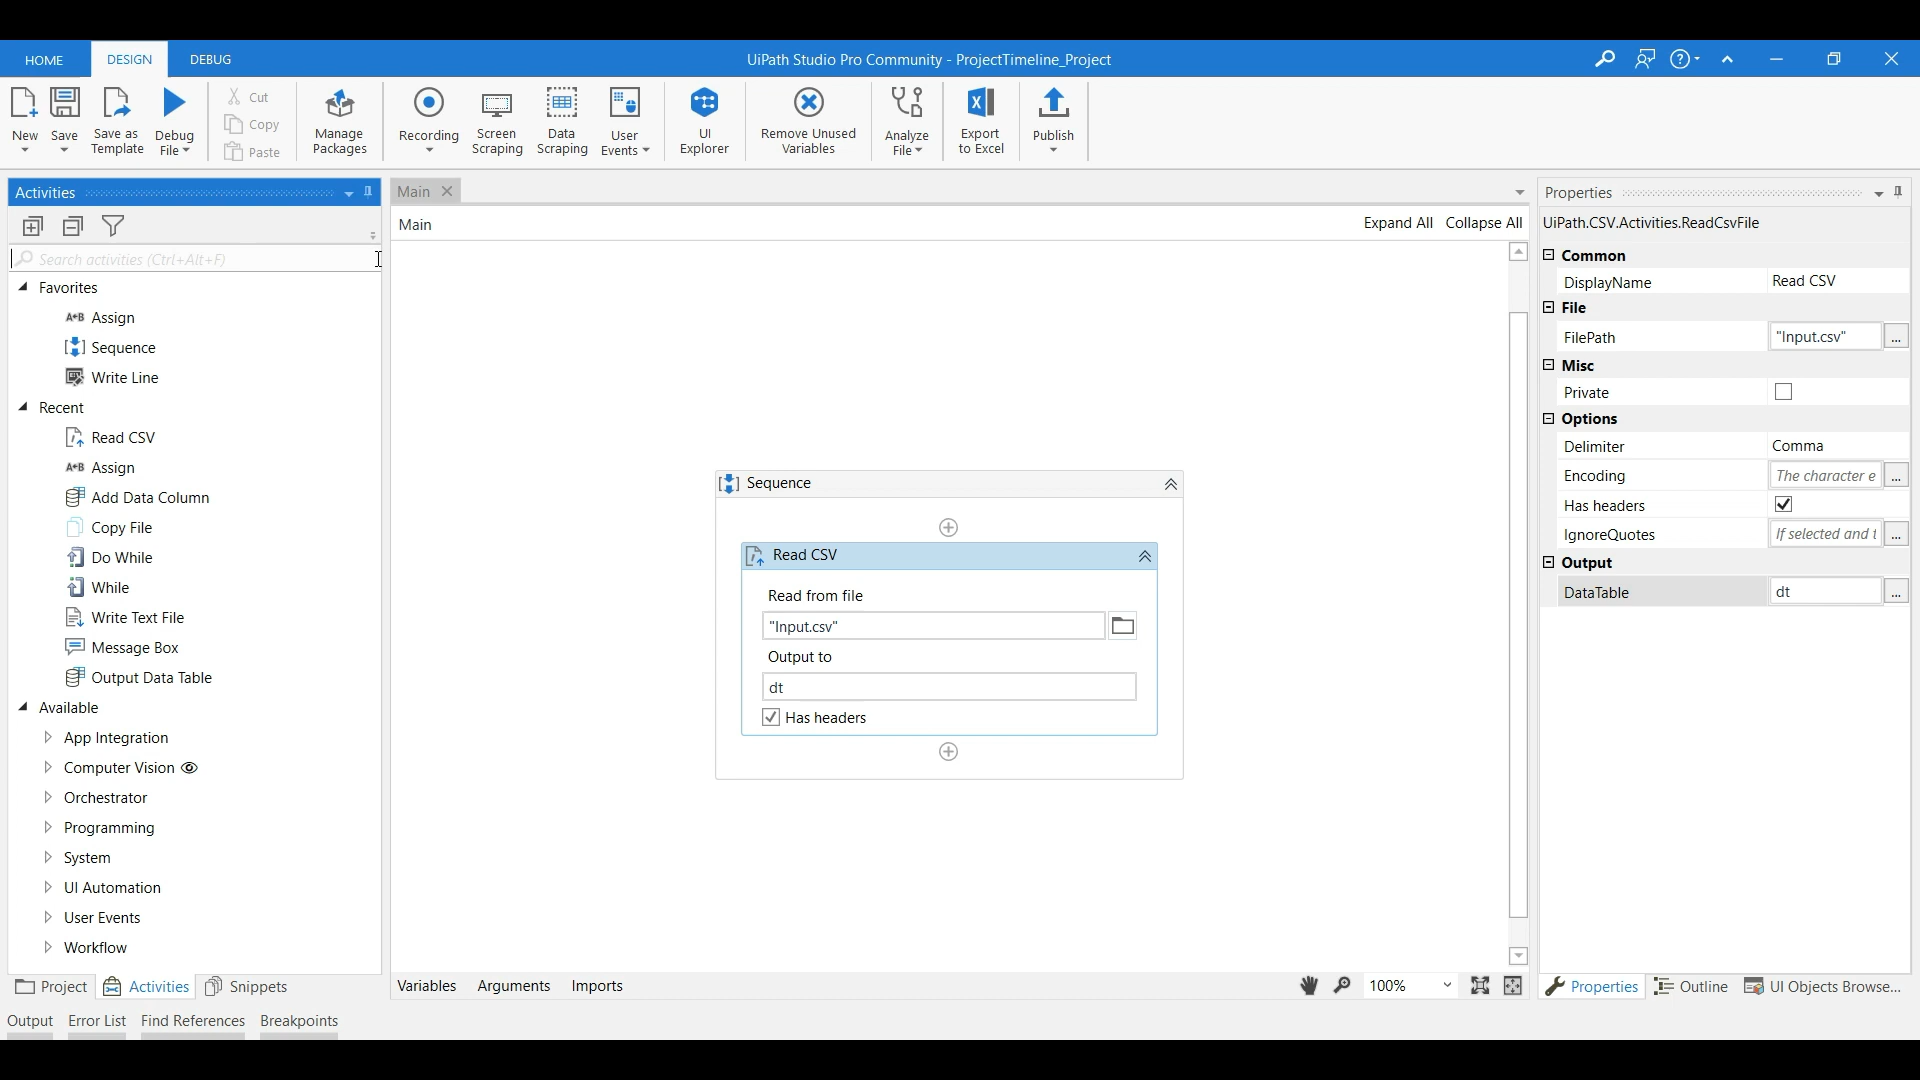 HOME
DESIGN
DEBUG
UiPath Studio Pro Community - ProjectTimeline_Project
New
Save
Save as
Template
Debug
File
Cut
Copy
Paste
Manage
Packages
Recording
Screen
Scraping
Data
Scraping
User
Events
UI
Explorer
Remove Unused
Variables
Analyze
File
Export
to Excel
Publish
Activities
Search activities (Ctrl+Alt+F)
Favorites
A+B Assign
Sequence
Write Line
Recent
Read CSV
A+B Assign
Add Data Column
Copy File
Do While
While
Write Text File
Message Box
Output Data Table
Available
App Integration
Computer Vision
Orchestrator
Programming
System
UI Automation
User Events
Workflow
Project
Activities
Snippets
Main
Main
Expand All
Collapse All
Sequence
Read CSV
Read from file
"Input.csv"
Output to
dt
Has headers
Variables
Arguments
Imports
100%
Properties
UiPath.CSV.Activities.ReadCsvFile
Common
DisplayName Read CSV
File
FilePath "Input.csv" ...
Misc
Private
Options
Delimiter Comma
Encoding The character e ...
Has headers
IgnoreQuotes If selected and t ...
Output
DataTable dt ...
Properties
Outline
UI Objects Browse...
Output
Error List
Find References
Breakpoints